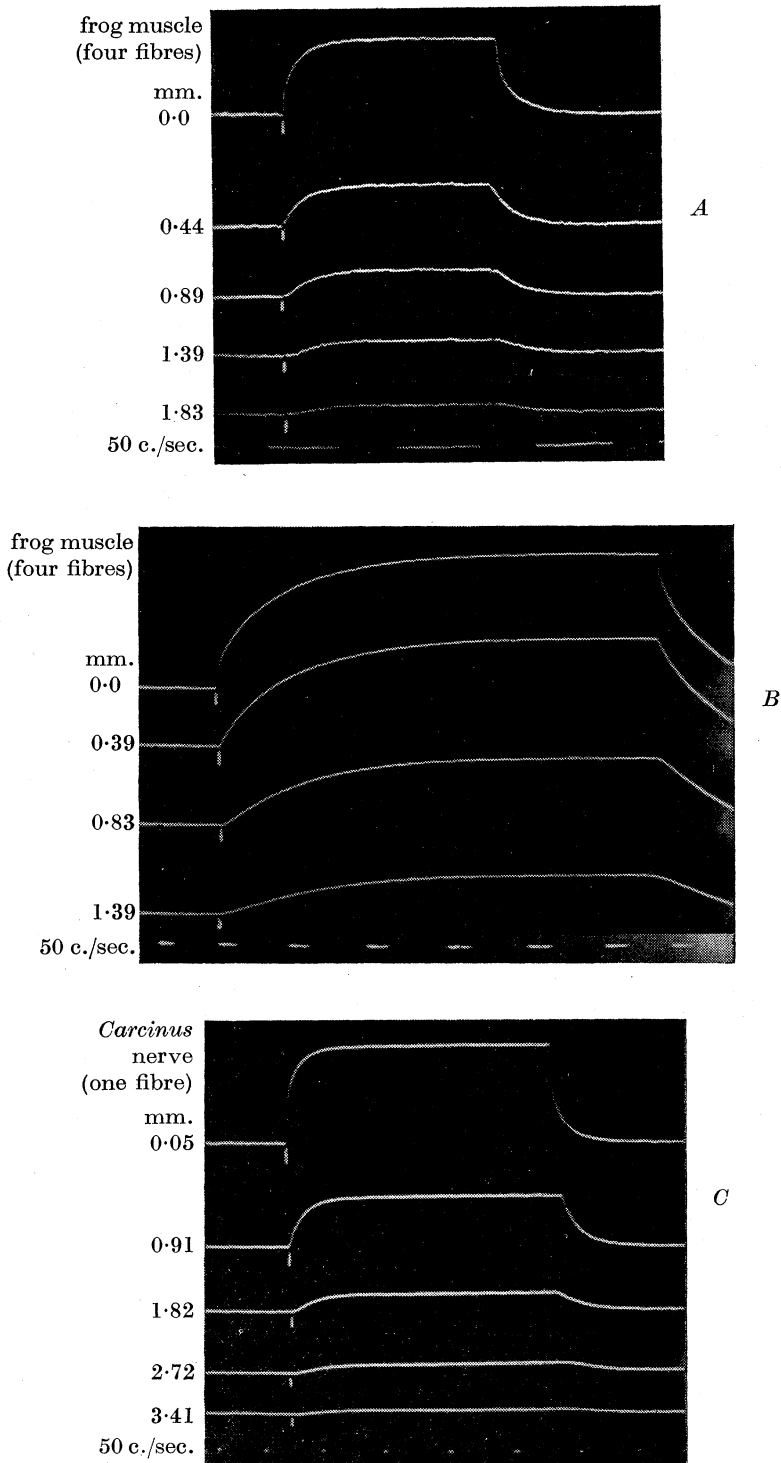 frog muscle
(four fibres)
mm.
0·0
0·44
A
0·89
1·39
1·83
50 c./sec.
frog muscle
(four fibres)
mm.
0·0
B
0·39
0·83
1·39
50 c./sec.
Carcinus
nerve
(one fibre)
mm.
0·05
C
0·91
1·82
2·72
3·41
50 c./sec.